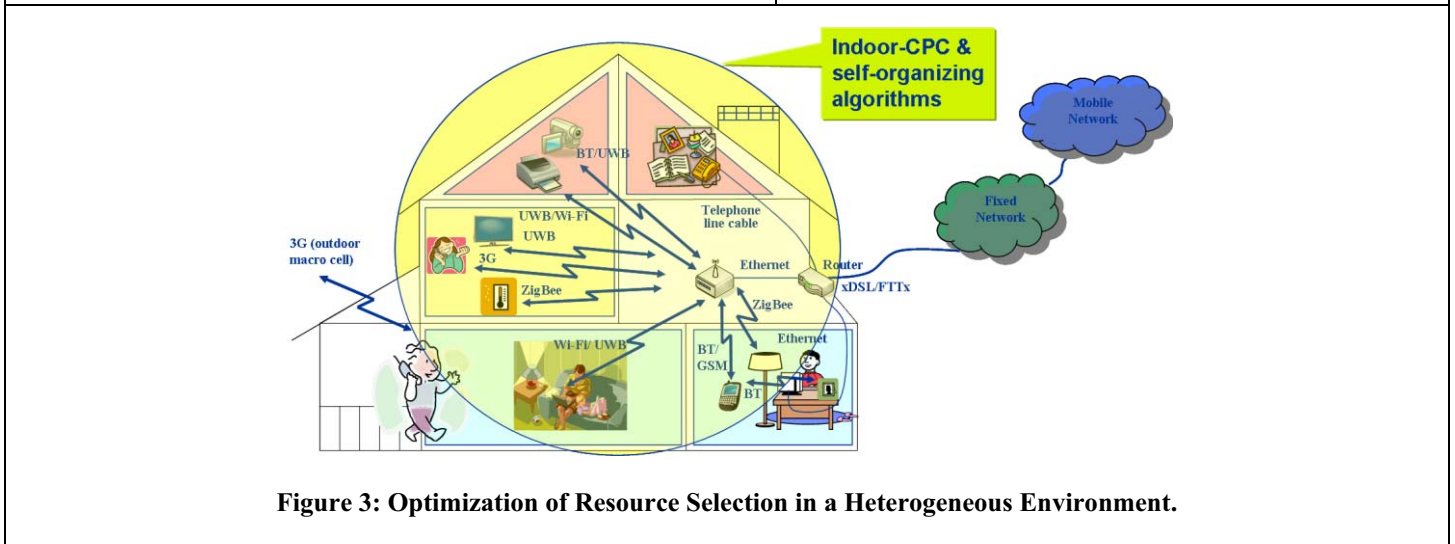 Indoor-CPC &
self-organizing
algorithms
Mobile
Network
Fixed
Network
BT/UWB
UWB/Wi-Fi
UWB
3G
ZigBee
Telephone
line cable
3G (outdoor
macro cell)
Ethernet
Router
xDSL/FTTx
ZigBee
Wi-Fi/ UWB
BT/
GSM
BT
Ethernet
Figure 3: Optimization of Resource Selection in a Heterogeneous Environment.